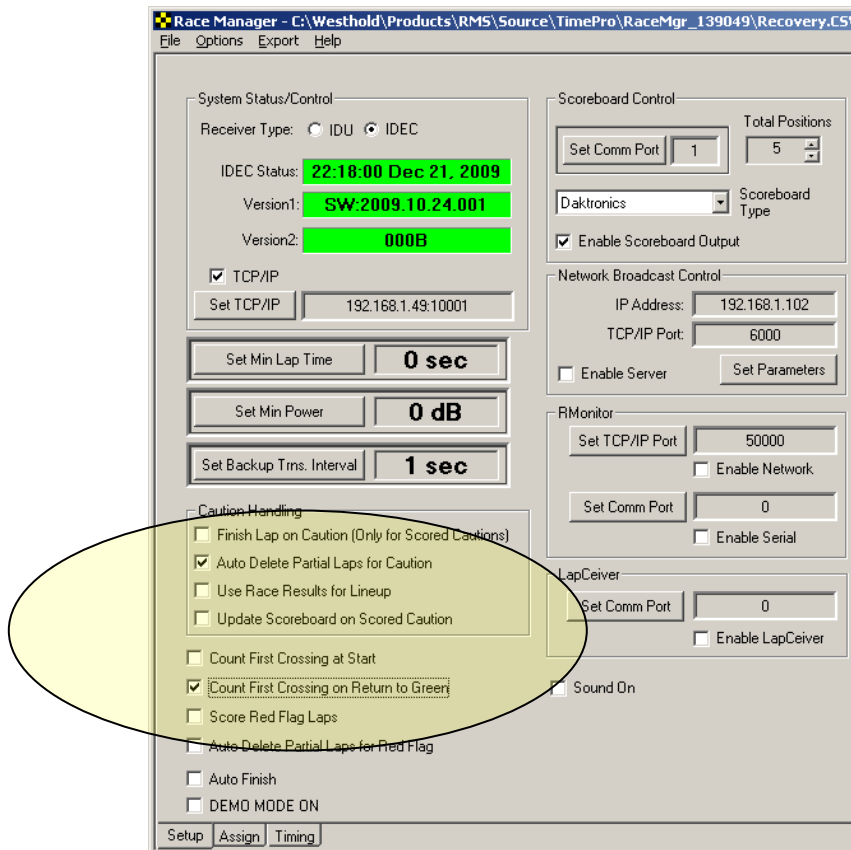 Race Manager - C:\Westhold\Products\RMS\Source\TimePro\RaceMgr_139049\Recovery.CS
File Options Export Help
System Status/Control
Receiver Type: IDU IDEC
IDEC Status: 22:18:00 Dec 21, 2009
Version1: SW:2009.10.24.001
Version2: 000B
TCP/IP
Set TCP/IP 192.168.1.49:10001
Set Min Lap Time 0 sec
Set Min Power 0 dB
Set Backup Trns. Interval 1 sec
Caution Handling
Finish Lap on Caution (Only for Scored Cautions)
Auto Delete Partial Laps for Caution
Use Race Results for Lineup
Update Scoreboard on Scored Caution
Count First Crossing at Start
Count First Crossing on Return to Green
Score Red Flag Laps
Auto Delete Partial Laps for Red Flag
Auto Finish
DEMO MODE ON
Scoreboard Control
Total Positions
Set Comm Port 1 5
Daktronics Scoreboard
Type
Enable Scoreboard Output
Network Broadcast Control
IP Address: 192.168.1.102
TCP/IP Port: 6000
Enable Server Set Parameters
RMonitor
Set TCP/IP Port 50000
Enable Network
Set Comm Port 0
Enable Serial
LapCeiver
Set Comm Port 0
Enable LapCeiver
Sound On
Setup Assign Timing